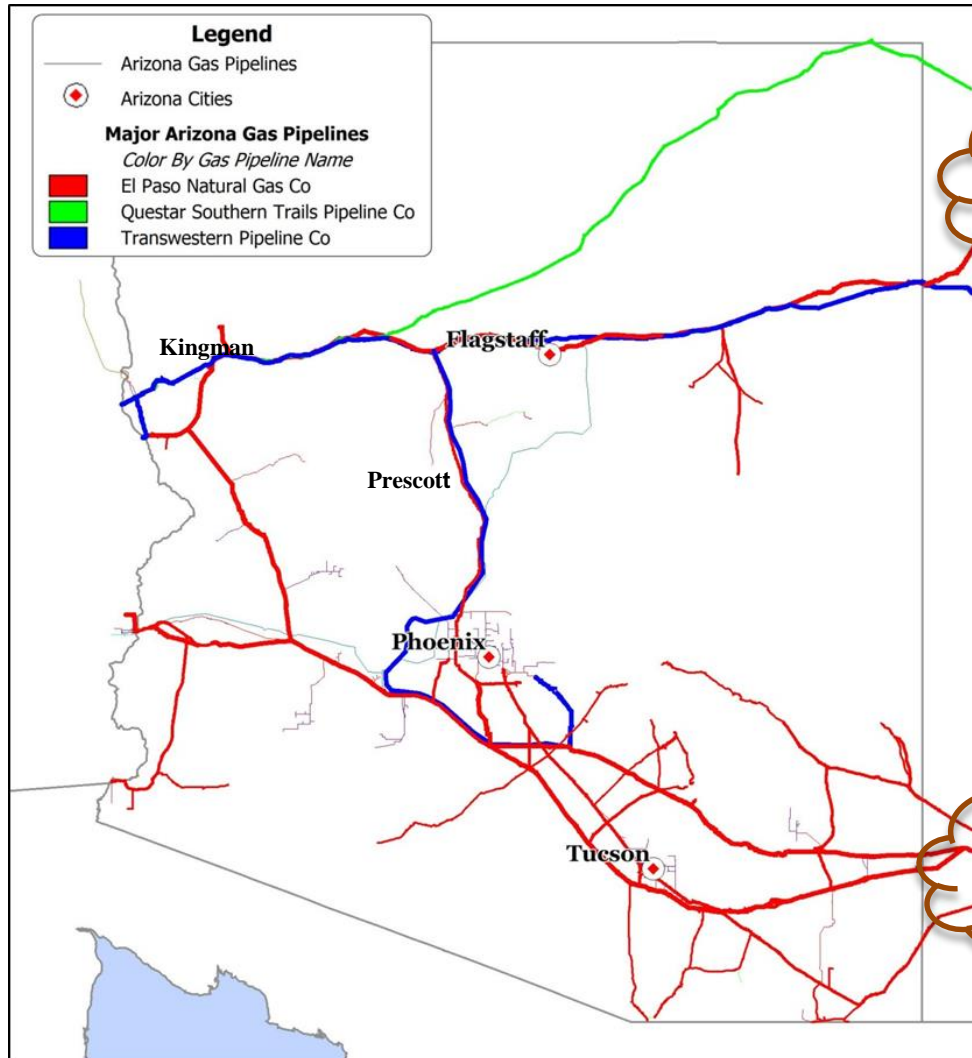 Legend
Arizona Gas Pipelines
Arizona Cities
Major Arizona Gas Pipelines
Color By Gas Pipeline Name
El Paso Natural Gas Co
Questar Southern Trails Pipeline Co
Transwestern Pipeline Co
Kingman
Flagstaff
Prescott
Phoenix
Tucson